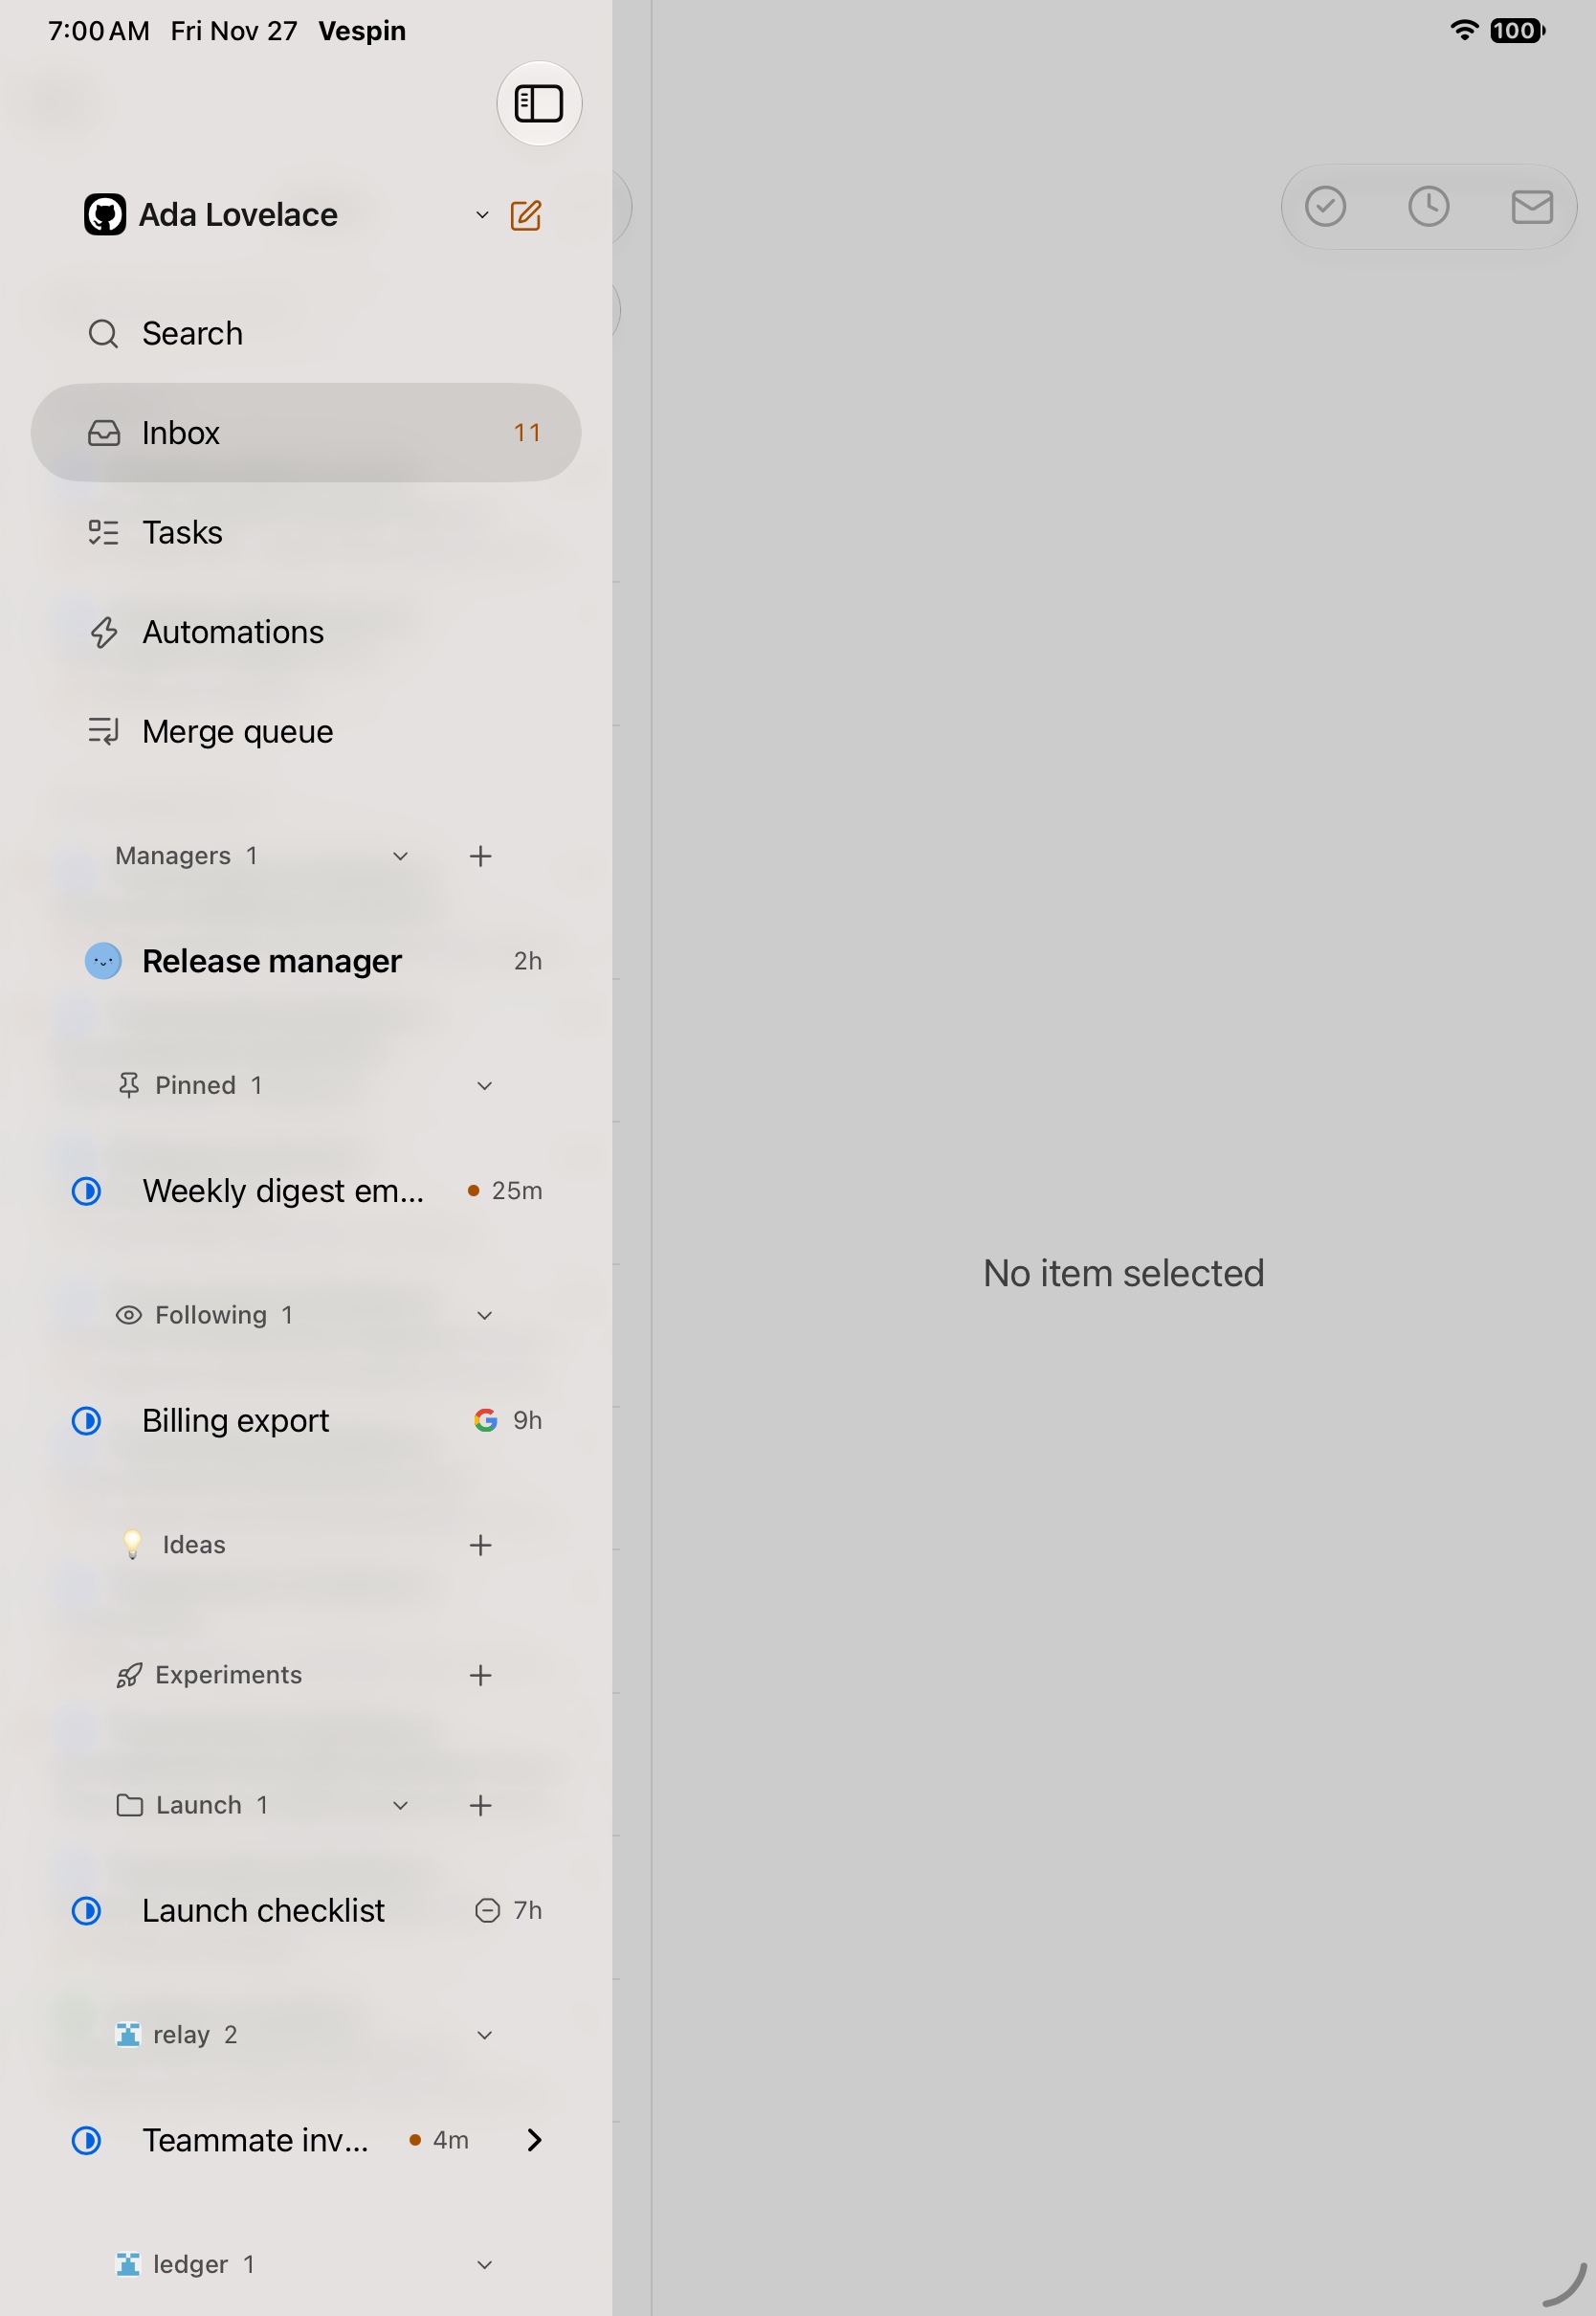 7:00 AM Fri Nov 27 Vespin
100
Ada Lovelace
Search
Inbox 11
Tasks
Automations
Merge queue
Managers 1
Release manager 2h
Pinned 1
Weekly digest em... 25m
Following 1
Billing export 9h
No item selected
Ideas
Experiments
Launch 1
Launch checklist 7h
relay 2
Teammate inv... 4m
ledger 1